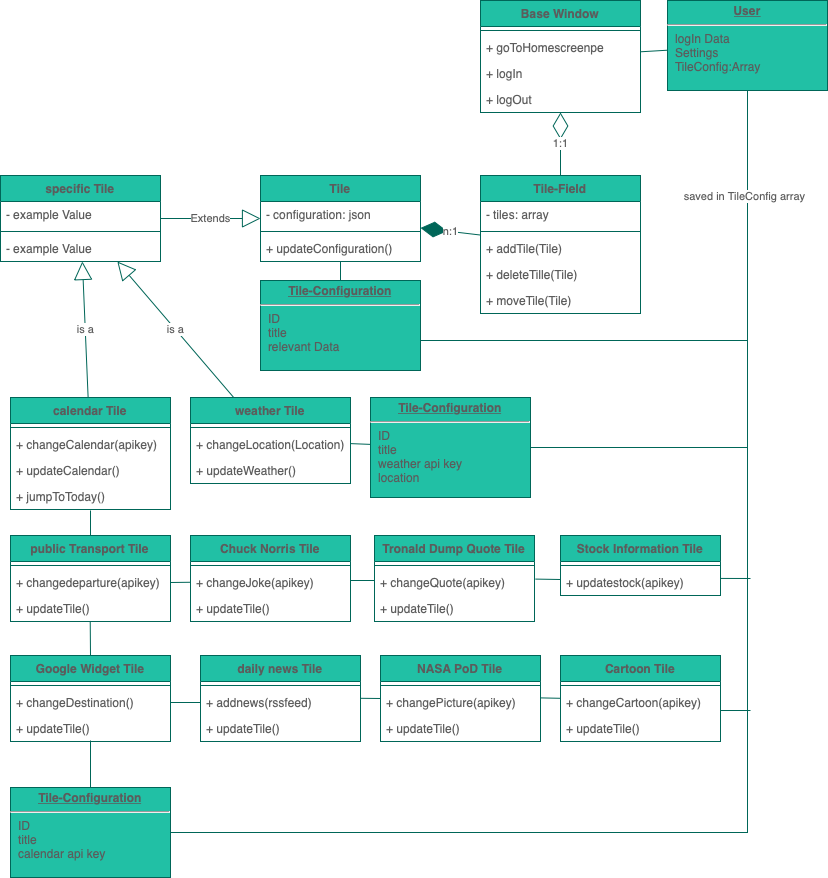 Base Window
+ goToHomescreenpe
+ logIn
+ logOut
User
logIn Data
Settings
TileConfig:Array
1:1
saved in TileConfig array
specific Tile
- example Value
- example Value
Extends
Tile
- configuration: json
+ updateConfiguration()
n:1
Tile-Field
- tiles: array
+ addTile(Tile)
+ deleteTille(Tile)
+ moveTile(Tile)
Tile-Configuration
ID
title
relevant Data
is a
is a
calendar Tile
+ changeCalendar(apikey)
+ updateCalendar()
+ jumpToToday()
weather Tile
+ changeLocation(Location)
+ updateWeather()
Tile-Configuration
ID
title
weather api key
location
public Transport Tile
+ changedeparture(apikey)
+ updateTile()
Chuck Norris Tile
+ changeJoke(apikey)
+ updateTile()
Tronald Dump Quote Tile
+ changeQuote(apikey)
+ updateTile()
Stock Information Tile
+ updatestock(apikey)
Google Widget Tile
+ changeDestination()
+ updateTile()
daily news Tile
+ addnews(rssfeed)
+ updateTile()
NASA PoD Tile
+ changePicture(apikey)
+ updateTile()
Cartoon Tile
+ changeCartoon(apikey)
+ updateTile()
Tile-Configuration
ID
title
calendar api key